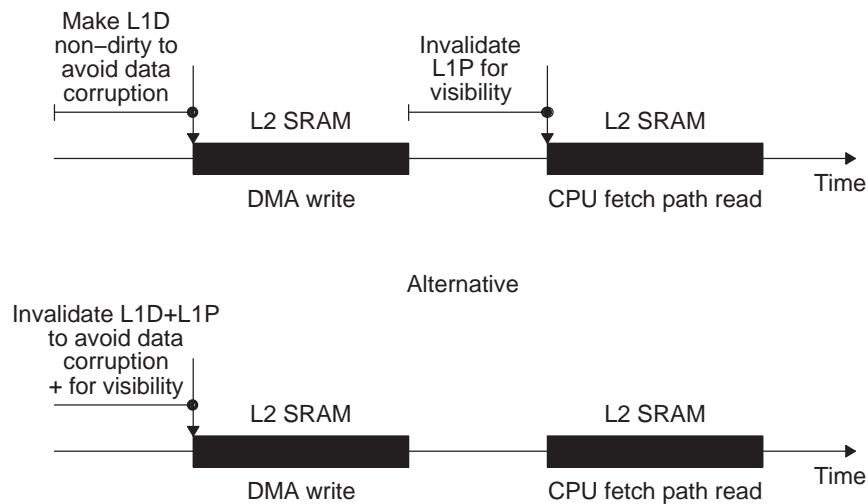 Make L1D
non–dirty to
avoid data
corruption
Invalidate
L1P for
visibility
L2 SRAM
L2 SRAM
Time
DMA write
CPU fetch path read
Alternative
Invalidate L1D+L1P
to avoid data
corruption
+ for visibility
L2 SRAM
L2 SRAM
Time
DMA write
CPU fetch path read